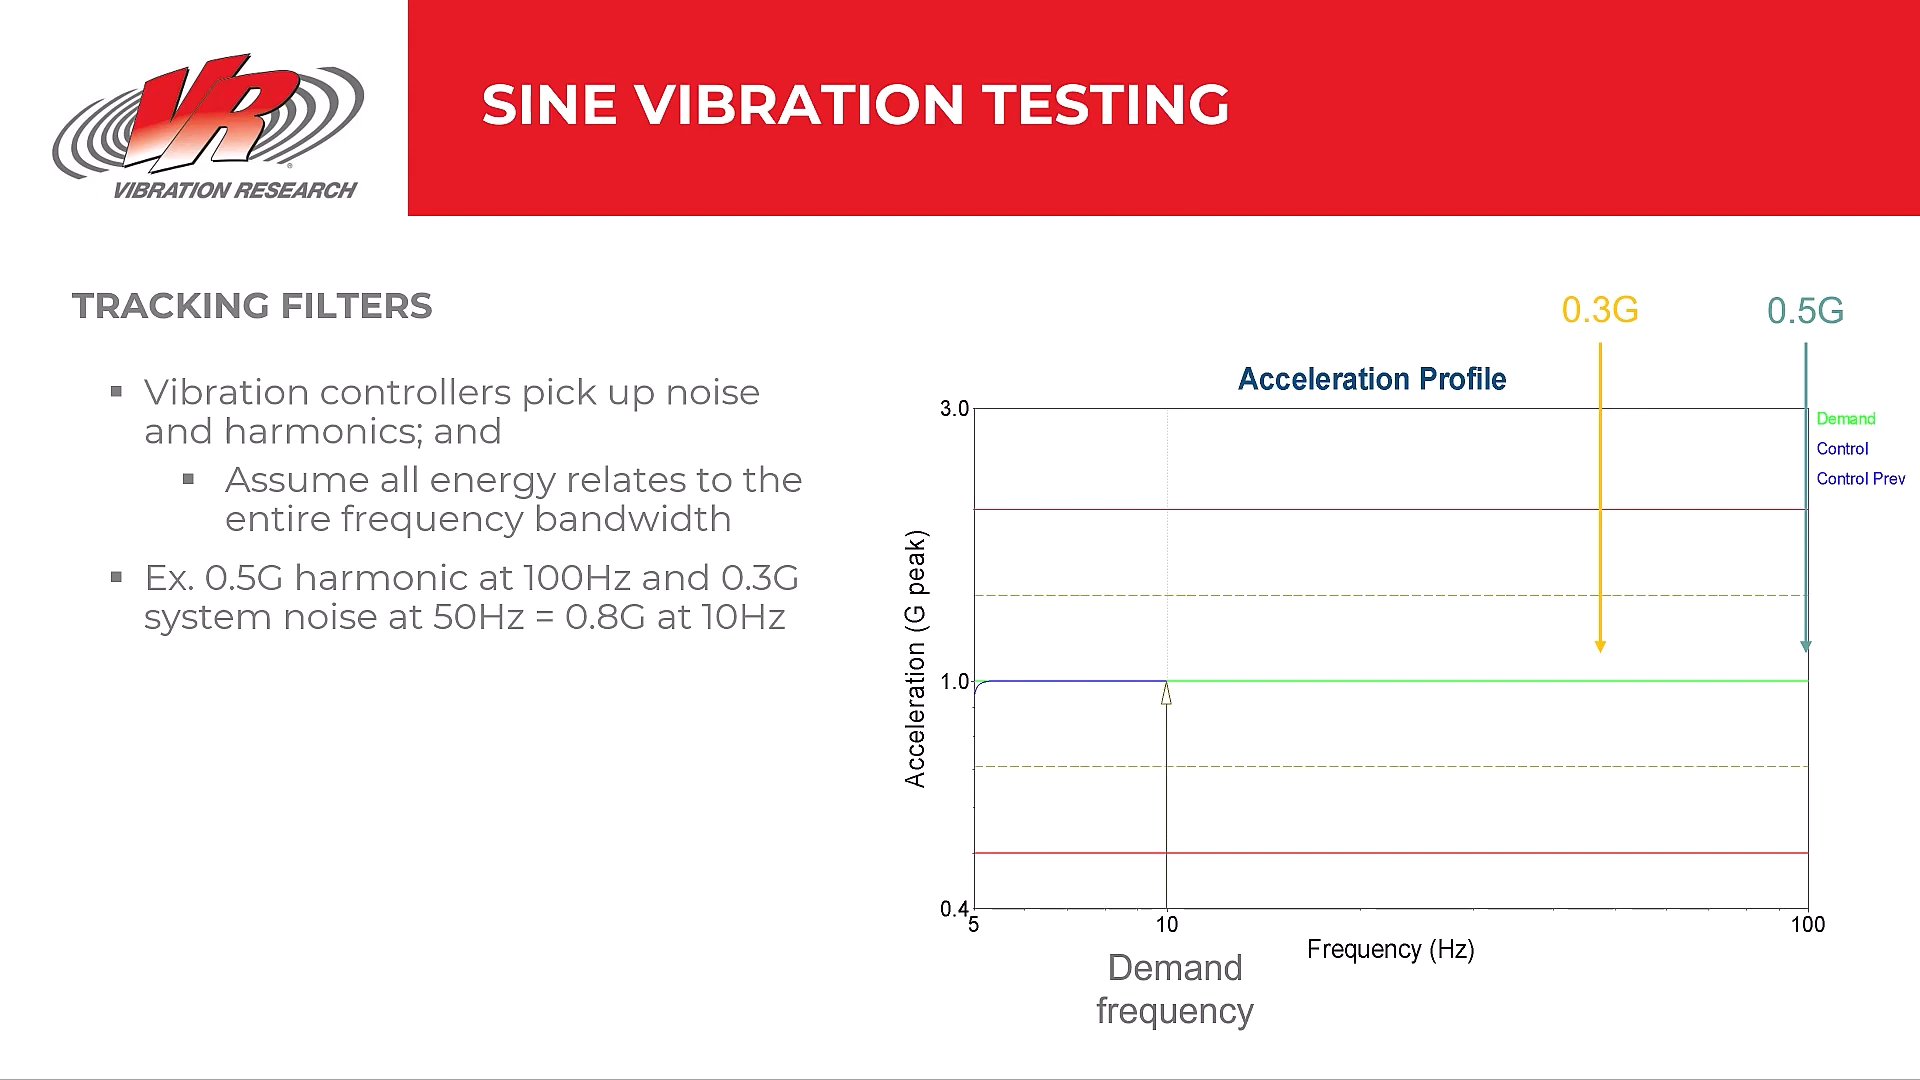 VR
VIBRATION RESEARCH
SINE VIBRATION TESTING
TRACKING FILTERS
Vibration controllers pick up noise
and harmonics; and
Assume all energy relates to the
entire frequency bandwidth
Ex. 0.5G harmonic at 100Hz and 0.3G
system noise at 50Hz = 0.8G at 10Hz
0.3G
0.5G
Acceleration Profile
3.0
Demand
Control
Control Prev
Acceleration (G peak)
1.0
0.4
5
10
100
Frequency (Hz)
Demand
frequency